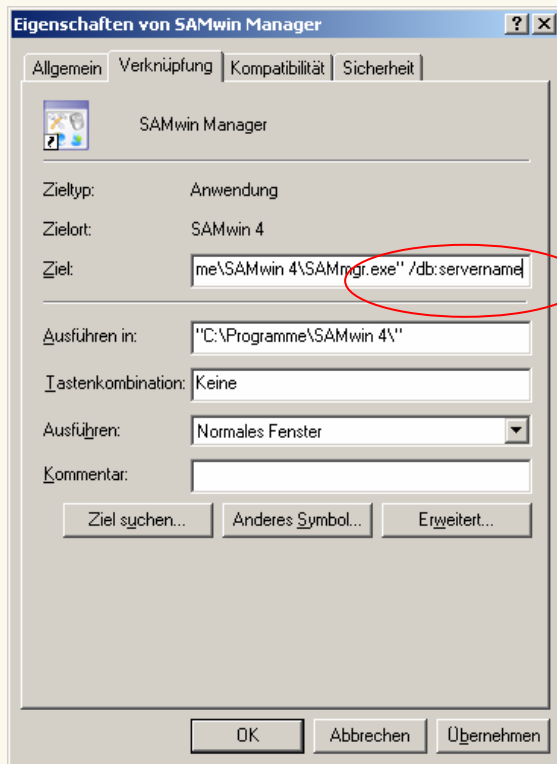 Eigenschaften von SAMwin Manager
Allgemein Verknüpfung Kompatibilität Sicherheit
SAMwin Manager
Zieltyp: Anwendung
Zielort: SAMwin 4
Ziel: me\SAMwin 4\SAMmgr.exe" /db:servername
Ausführen in: "C:\Programme\SAMwin 4\"
Tastenkombination: Keine
Ausführen: Normales Fenster
Kommentar:
Ziel suchen... Anderes Symbol... Erweitert...
OK Abbrechen Übernehmen